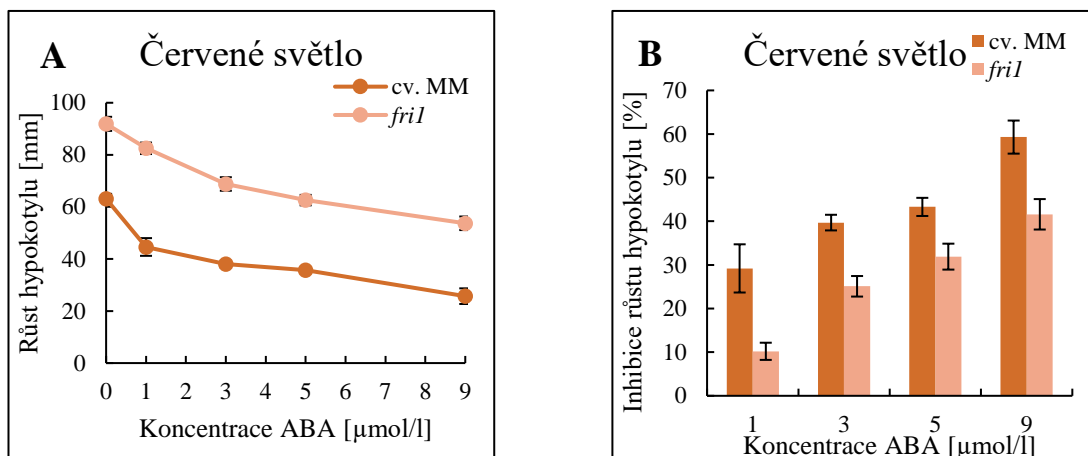 A
Červené světlo
cv. MM
fri1
Růst hypokotylu [mm]
100
80
60
40
20
0
0 1 2 3 4 5 6 7 8 9
Koncentrace ABA [µmol/l]
B
Červené světlo
cv. MM
fri1
Inhibice růstu hypokotylu [%]
70
60
50
40
30
20
10
0
1 3 5 9
Koncentrace ABA [µmol/l]